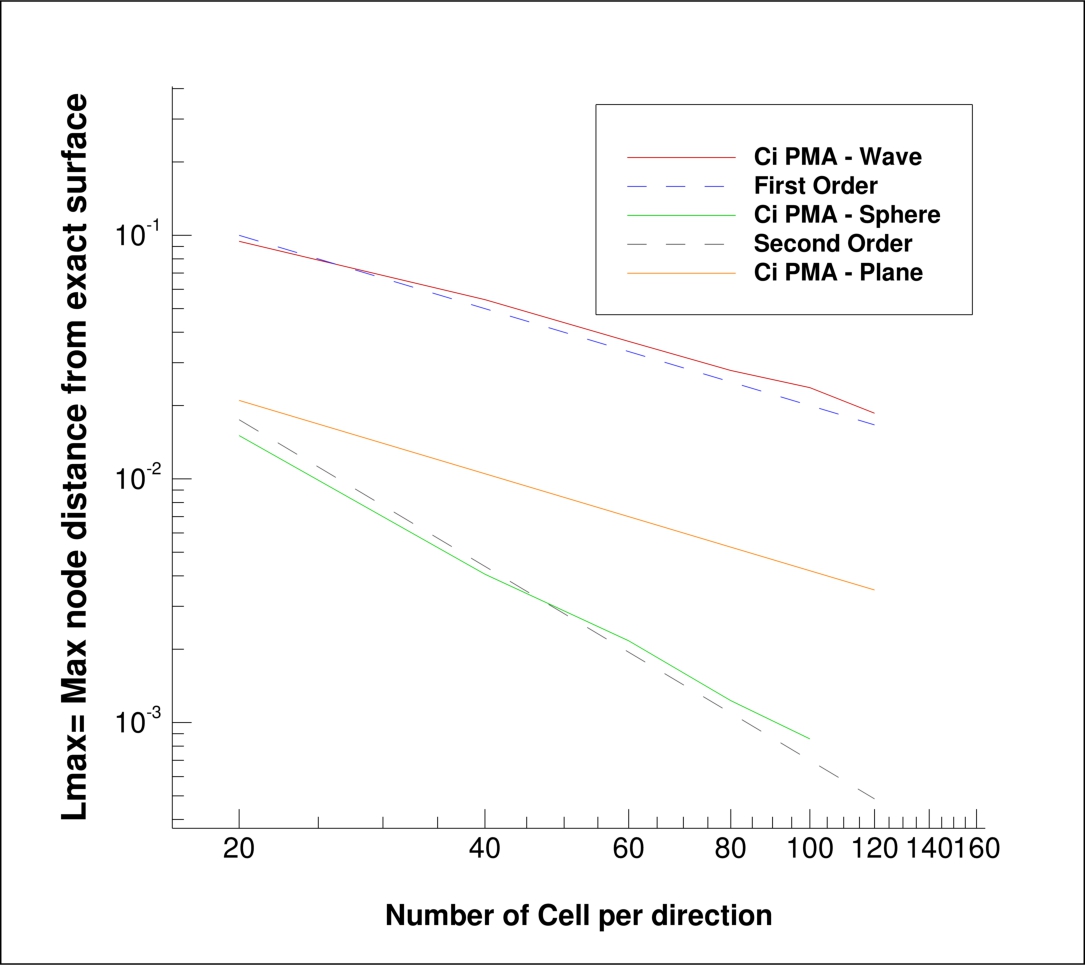 Lmax= Max node distance from exact surface
Ci PMA - Wave
First Order
Ci PMA - Sphere
Second Order
Ci PMA - Plane
10-1
10-2
10-3
20 40 60 80 100 120 140 160
Number of Cell per direction